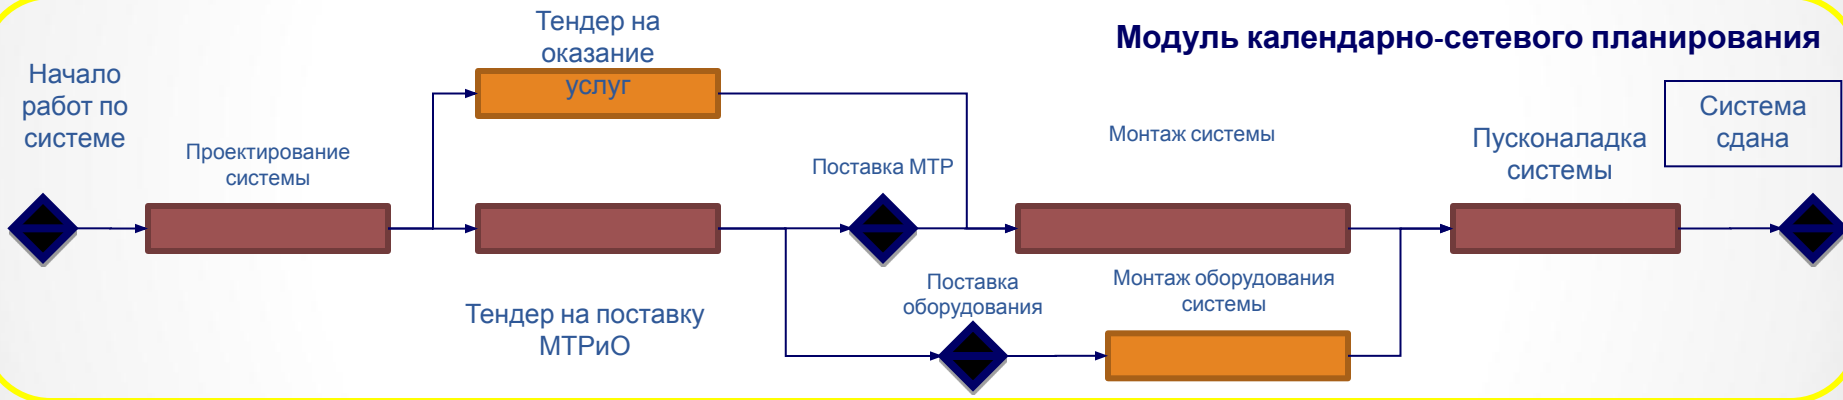 Модуль календарно-сетевого планирования
Начало
работ по
системе
Проектирование
системы
Тендер на
оказание
услуг
Тендер на поставку
МТРиО
Поставка МТР
Поставка
оборудования
Монтаж системы
Монтаж оборудования
системы
Пусконаладка
системы
Система
сдана